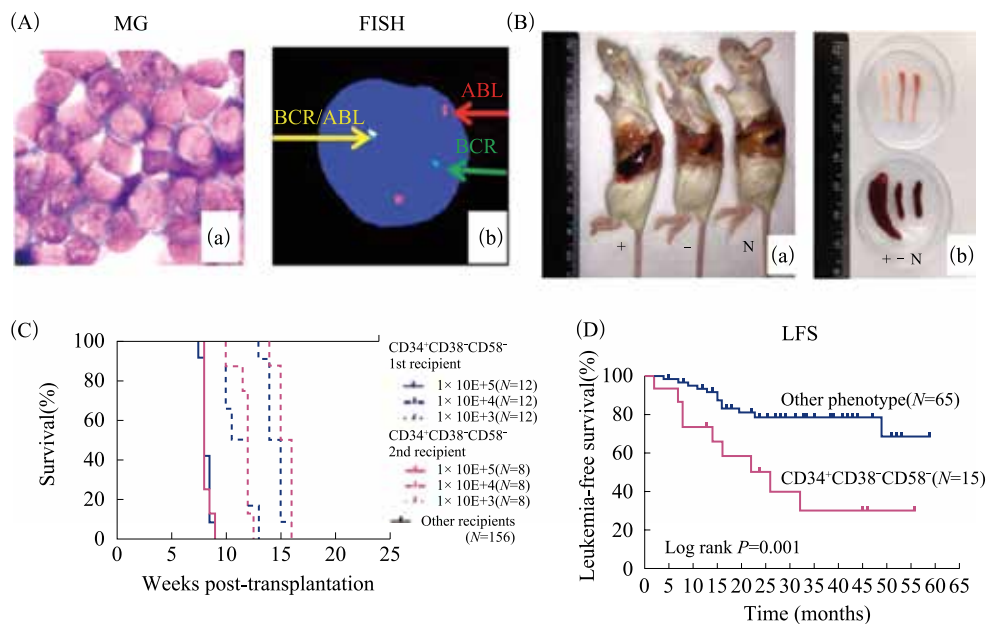 (A)
MG
FISH
BCR/ABL
ABL
BCR
(a)
(b)
(B)
+
−
N
(a)
+ − N
(b)
(C)
100
80
60
40
20
0
Survival(%)
0 5 10 15 20 25
Weeks post-transplantation
CD34⁺CD38⁻CD58⁻
1st recipient
1× 10E+5(N=12)
1× 10E+4(N=12)
1× 10E+3(N=12)
CD34⁺CD38⁻CD58⁻
2nd recipient
1× 10E+5(N=8)
1× 10E+4(N=8)
1× 10E+3(N=8)
Other recipients
(N=156)
(D)
LFS
100
80
60
40
20
0
Leukemia-free survival(%)
Other phenotype(N=65)
CD34⁺CD38⁻CD58⁻(N=15)
Log rank P=0.001
0 5 10 15 20 25 30 35 40 45 50 55 60 65
Time (months)